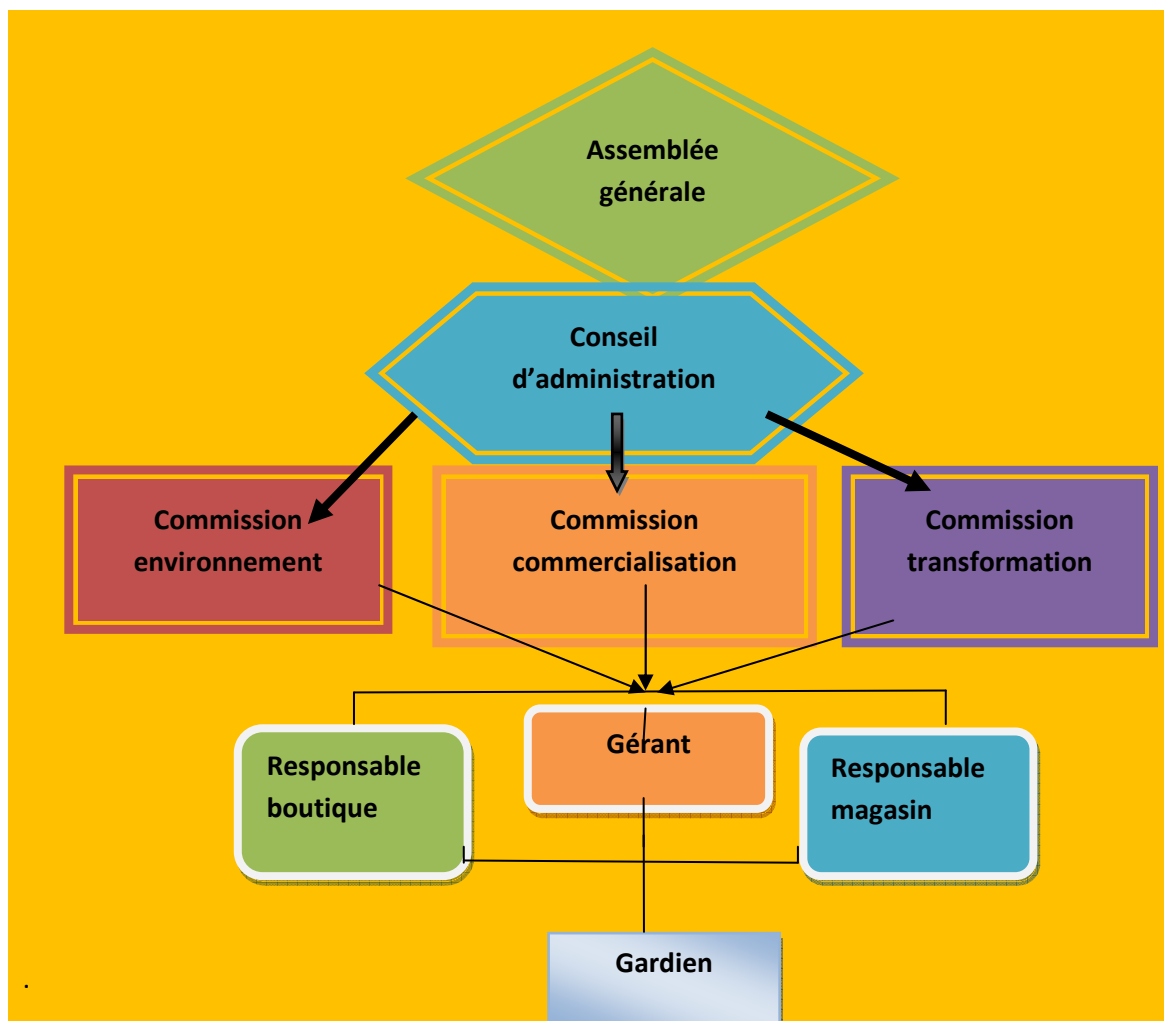 Assemblée
générale
Conseil
d’administration
Commission
environnement
Commission
commercialisation
Commission
transformation
Responsable
boutique
Gérant
Responsable
magasin
Gardien
.